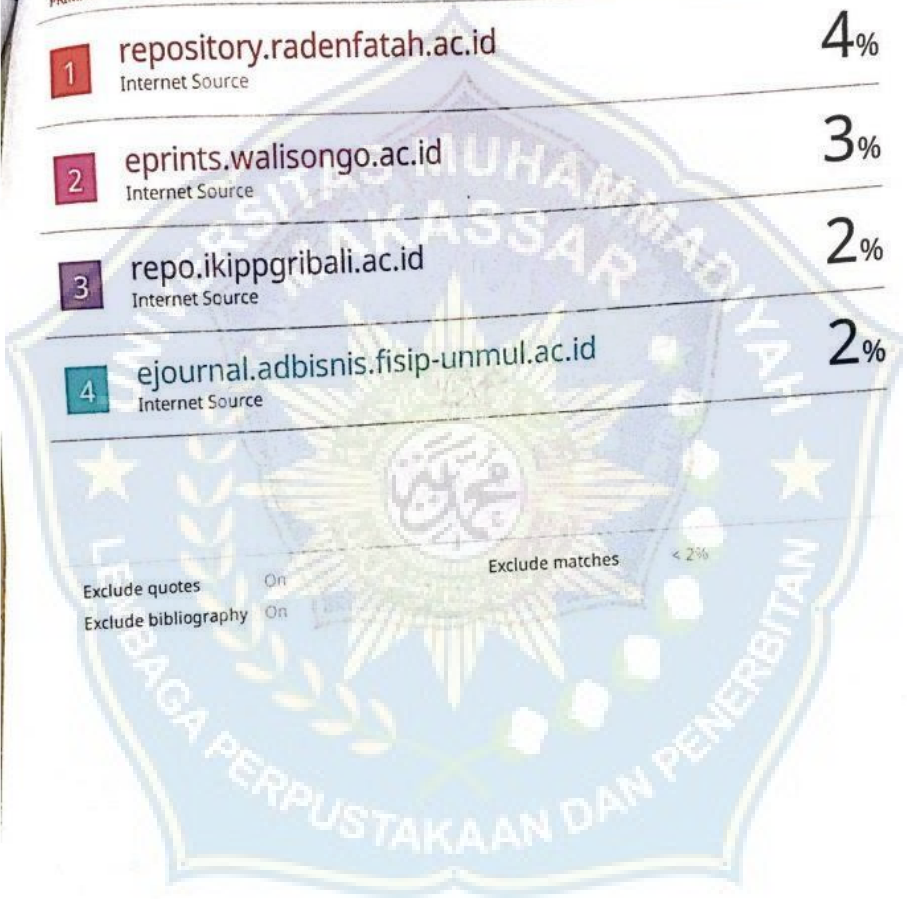 1 repository.radenfatah.ac.id 4%
Internet Source
2 eprints.walisongo.ac.id 3%
Internet Source
3 repo.ikippgribali.ac.id 2%
Internet Source
4 ejournal.adbisnis.fisip-unmul.ac.id 2%
Internet Source
Exclude quotes On Exclude matches < 2%
Exclude bibliography On
UNIVERSITAS MUHAMMADIYAH
MAKASSAR
LEMBAGA PERPUSTAKAAN DAN PENERBITAN